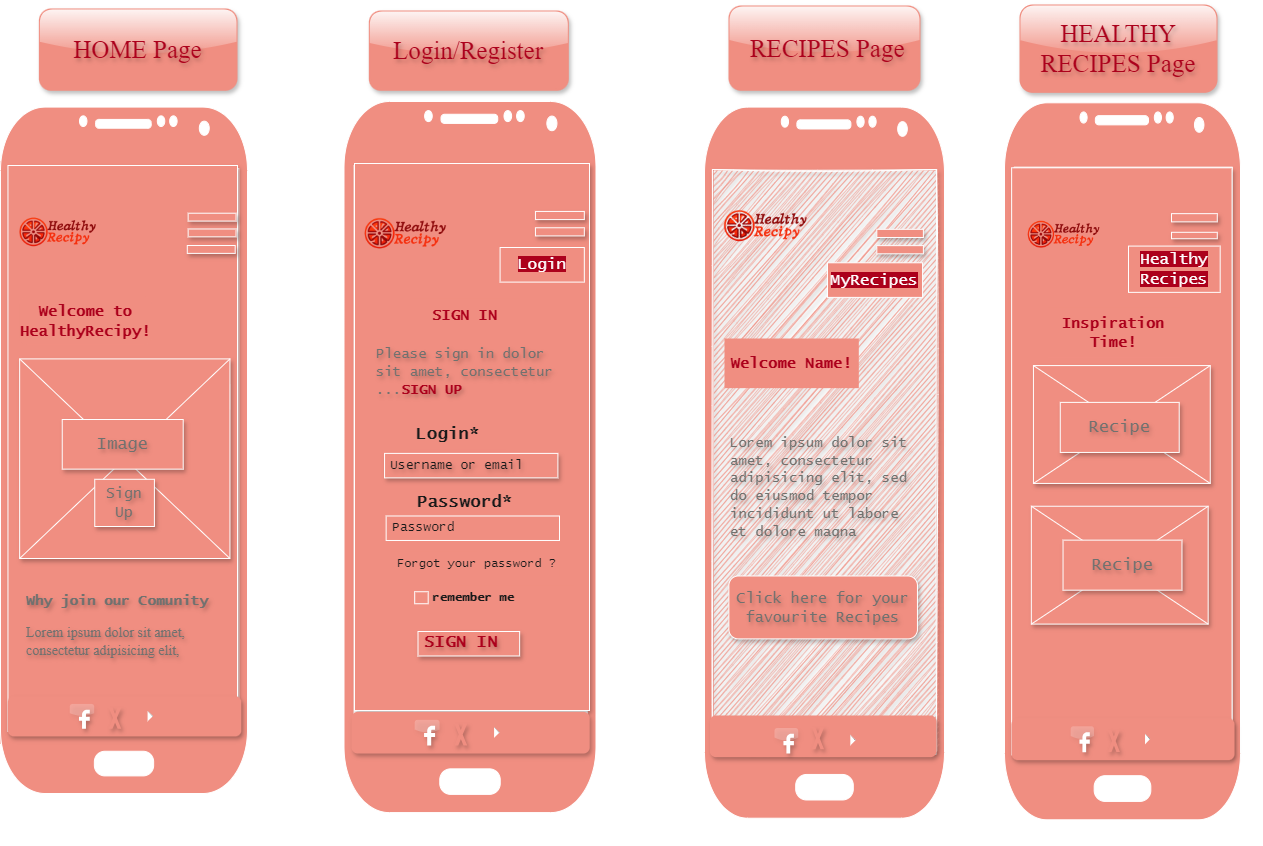 HOME Page
Healthy
Recipy
Welcome to
HealthyRecipy!
Image
Sign
Up
Why join our Comunity
Lorem ipsum dolor sit amet,
consectetur adipisicing elit,
f X
Login/Register
Healthy
Recipy
Login
SIGN IN
Please sign in dolor
sit amet, consectetur
...SIGN UP
Login*
Username or email
Password*
Password
Forgot your password ?
remember me
SIGN IN
f X
RECIPES Page
Healthy
Recipy
MyRecipes
Welcome Name!
Lorem ipsum dolor sit
amet, consectetur
adipisicing elit, sed
do eiusmod tempor
incididunt ut labore
et dolore magna
Click here for your
favourite Recipes
f X
HEALTHY
RECIPES Page
Healthy
Recipy
Healthy
Recipes
Inspiration
Time!
Recipe
Recipe
f X